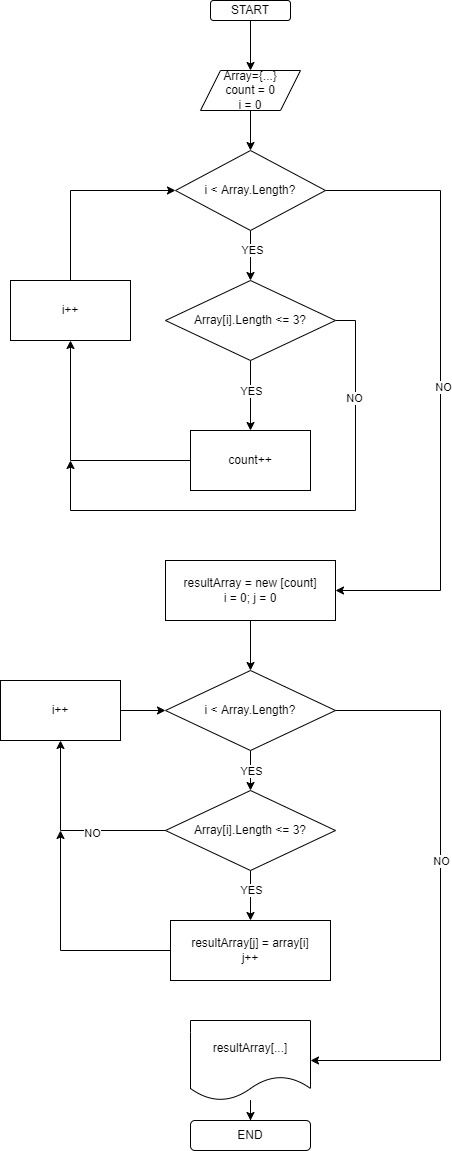 START
Array={...}
count = 0
i = 0
i < Array.Length?
YES
i++
Array[i].Length <= 3?
NO
YES
NO
count++
resultArray = new [count]
i = 0; j = 0
i++
i < Array.Length?
YES
Array[i].Length <= 3?
NO
NO
YES
resultArray[j] = array[i]
j++
resultArray[...]
END